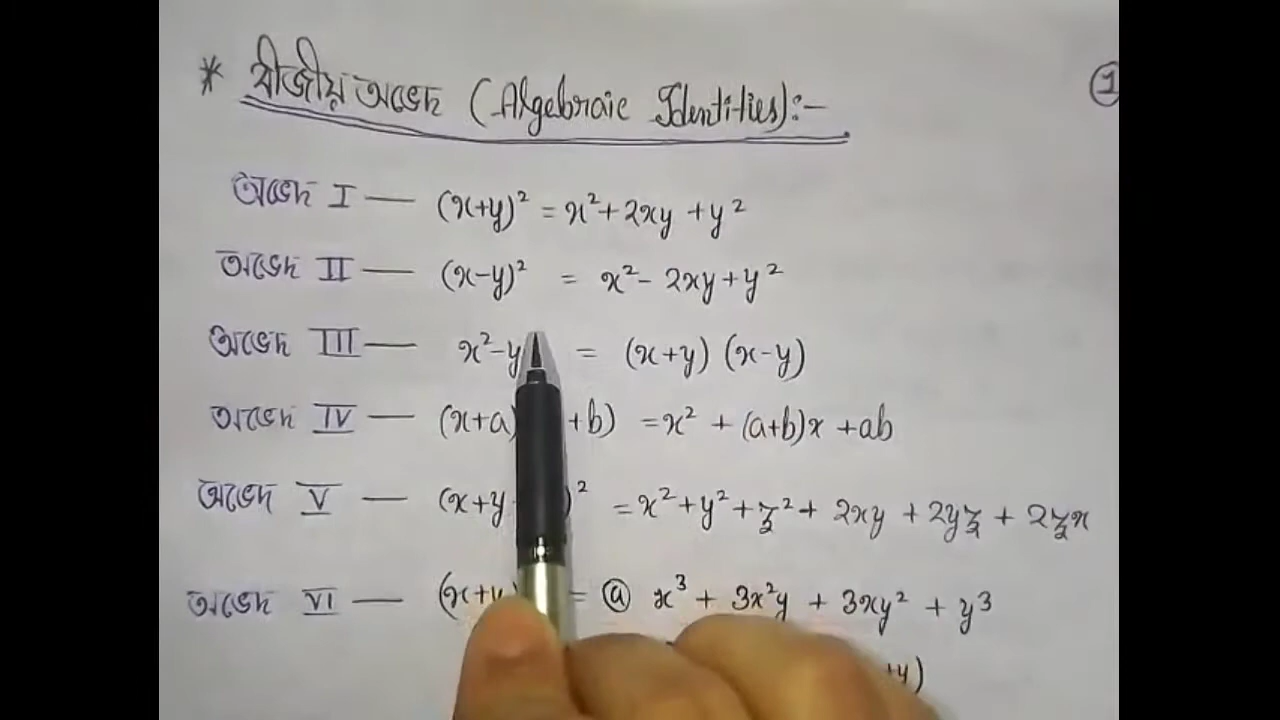 * বীজীয় অভেদ (Algebraic Identities):-
1
অভেদ I — (x+y)² = x² + 2xy + y²
অভেদ II — (x-y)² = x² - 2xy + y²
অভেদ III — x² - y = (x+y) (x-y)
অভেদ IV — (x+a) +b) = x² + (a+b)x + ab
অভেদ V — (x+y )² = x² + y² + z² + 2xy + 2yz + 2zx
অভেদ VI — (x+y = ⓐ x³ + 3x²y + 3xy² + y³
+y)